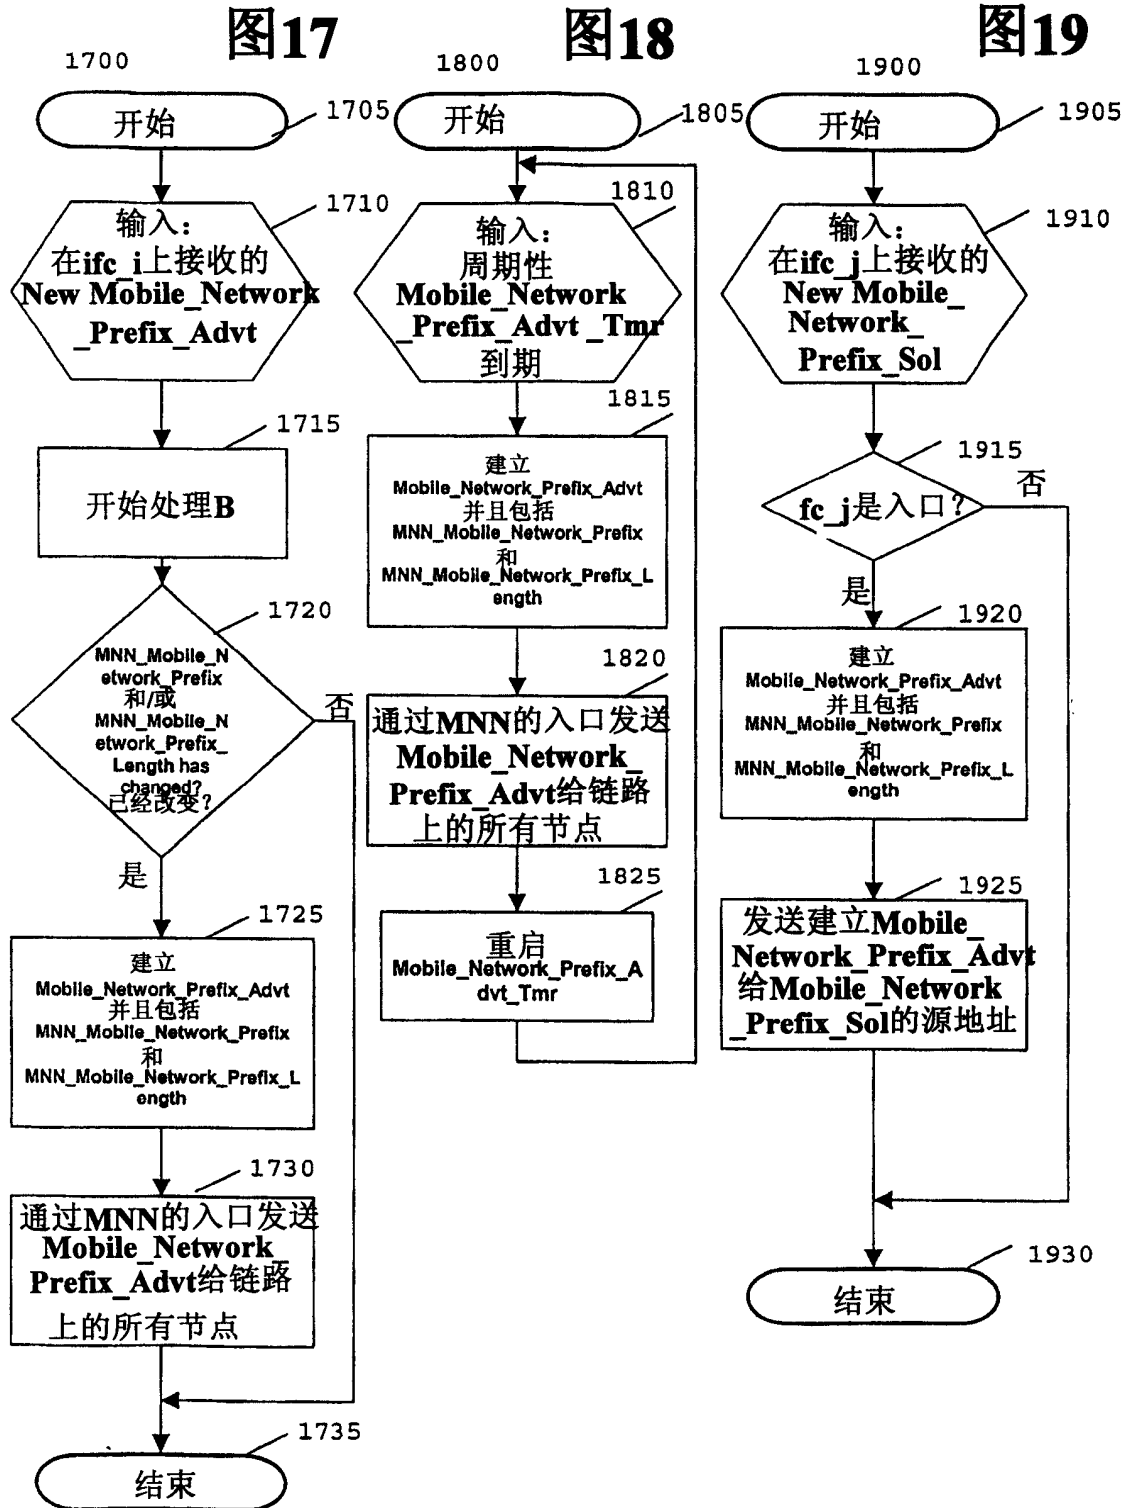 图17
1700
开始
1705
1710
输入：
在ifc_i上接收的
New Mobile_Network
_Prefix_Advt
1715
开始处理B
1720
MNN_Mobile_N
etwork_Prefix
和/或
MNN_Mobile_N
etwork_Prefix_
Length has
changed?
已经改变？
否
是
1725
建立
Mobile_Network_Prefix_Advt
并且包括
MNN_Mobile_Network_Prefix
和
MNN_Mobile_Network_Prefix_L
ength
1730
通过MNN的入口发送
Mobile_Network_
Prefix_Advt给链路
上的所有节点
1735
结束
图18
1800
开始
1805
1810
输入：
周期性
Mobile_Network
_Prefix_Advt _Tmr
到期
1815
建立
Mobile_Network_Prefix_Advt
并且包括
MNN_Mobile_Network_Prefix
和
MNN_Mobile_Network_Prefix_L
ength
1820
通过MNN的入口发送
Mobile_Network_
Prefix_Advt给链路
上的所有节点
1825
重启
Mobile_Network_Prefix_A
dvt_Tmr
图19
1900
开始
1905
1910
输入：
在ifc_j上接收的
New Mobile_
Network_
Prefix_Sol
1915
fc_j是入口？
否
是
1920
建立
Mobile_Network_Prefix_Advt
并且包括
MNN_Mobile_Network_Prefix
和
MNN_Mobile_Network_Prefix_L
ength
1925
发送建立Mobile_
Network_Prefix_Advt
给Mobile_Network
_Prefix_Sol的源地址
1930
结束